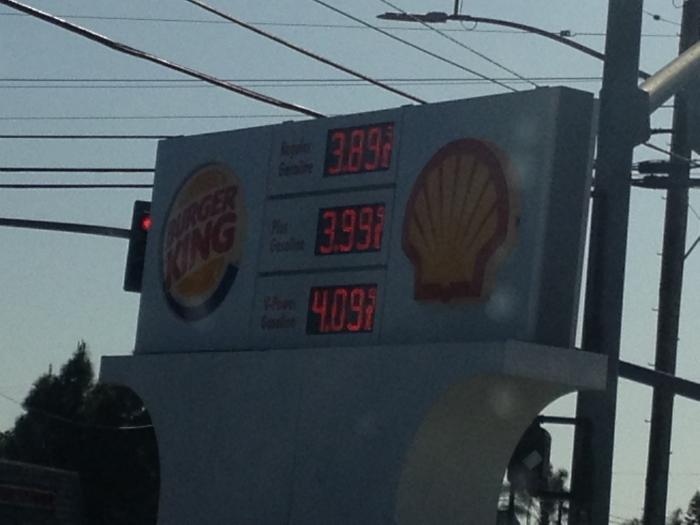 BURGER
KING
Regular
Gasoline
3.89 9/10
Plus
Gasoline
3.99 9/10
V-Power
Gasoline
4.09 9/10